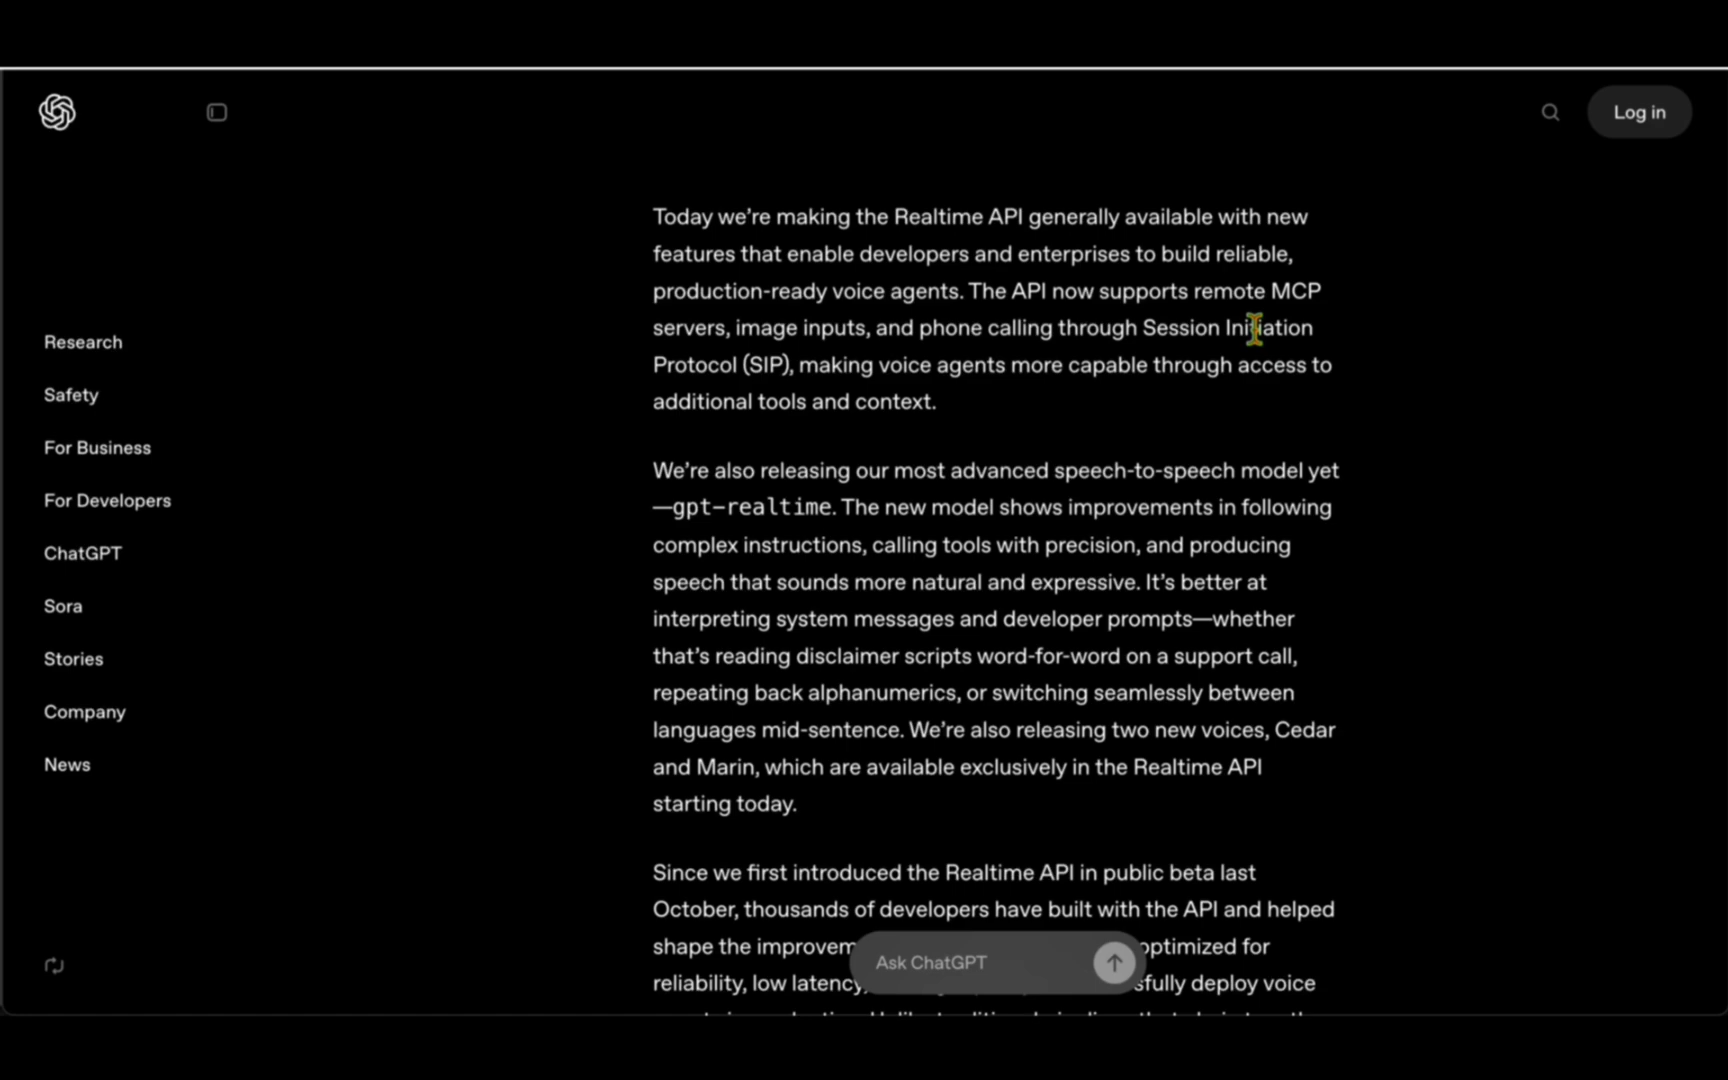 Log in
Today we're making the Realtime API generally available with new
features that enable developers and enterprises to build reliable,
production-ready voice agents. The API now supports remote MCP
servers, image inputs, and phone calling through Session Initiation
Protocol (SIP), making voice agents more capable through access to
additional tools and context.
Research
Safety
For Business
For Developers
ChatGPT
Sora
Stories
Company
News
We're also releasing our most advanced speech-to-speech model yet
—gpt-realtime. The new model shows improvements in following
complex instructions, calling tools with precision, and producing
speech that sounds more natural and expressive. It's better at
interpreting system messages and developer prompts—whether
that's reading disclaimer scripts word-for-word on a support call,
repeating back alphanumerics, or switching seamlessly between
languages mid-sentence. We're also releasing two new voices, Cedar
and Marin, which are available exclusively in the Realtime API
starting today.
Since we first introduced the Realtime API in public beta last
October, thousands of developers have built with the API and helped
shape the improvem optimized for
reliability, low latency, sfully deploy voice
Ask ChatGPT